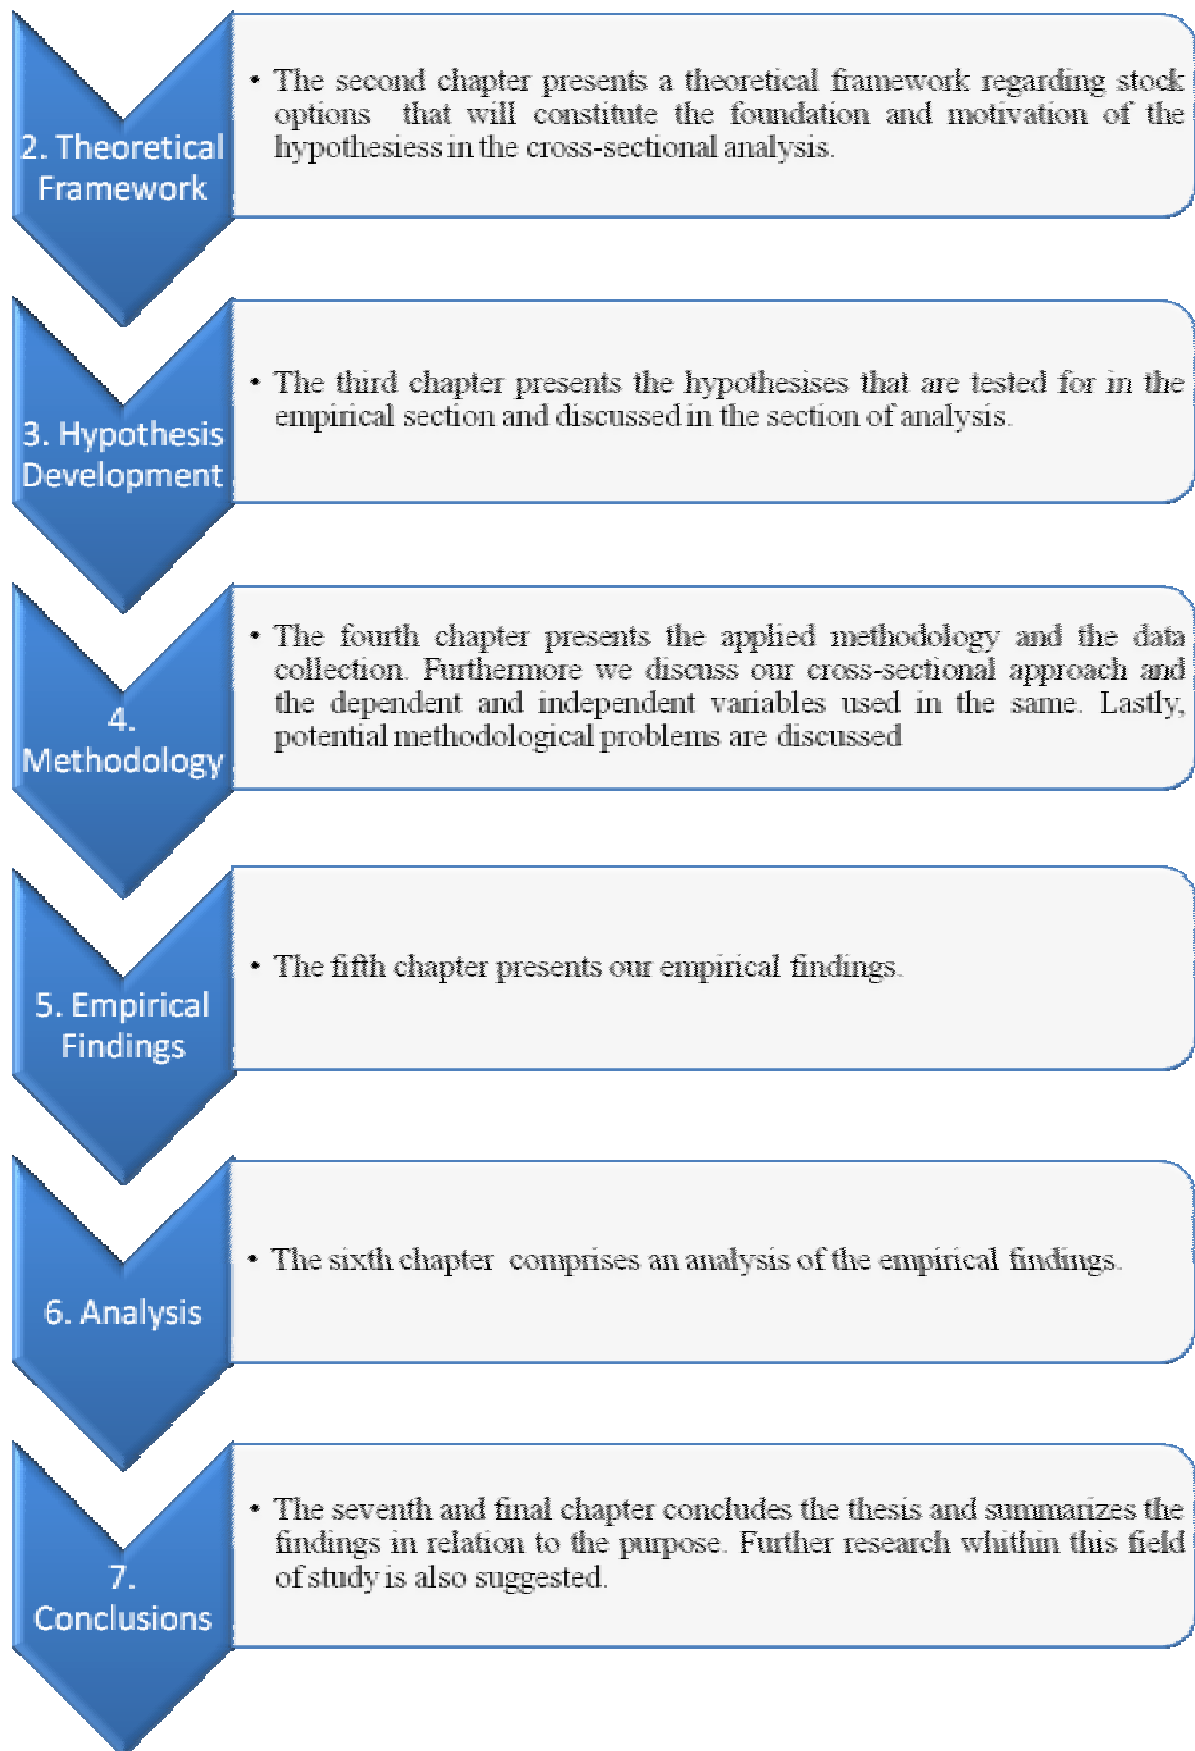 2. Theoretical
Framework
• The second chapter presents a theoretical framework regarding stock
options that will constitute the foundation and motivation of the
hypothesiess in the cross-sectional analysis.
3. Hypothesis
Development
• The third chapter presents the hypothesises that are tested for in the
empirical section and discussed in the section of analysis.
4.
Methodology
• The fourth chapter presents the applied methodology and the data
collection. Furthermore we discuss our cross-sectional approach and
the dependent and independent variables used in the same. Lastly,
potential methodological problems are discussed
5. Empirical
Findings
• The fifth chapter presents our empirical findings.
6. Analysis
• The sixth chapter comprises an analysis of the empirical findings.
7.
Conclusions
• The seventh and final chapter concludes the thesis and summarizes the
findings in relation to the purpose. Further research whithin this field
of study is also suggested.